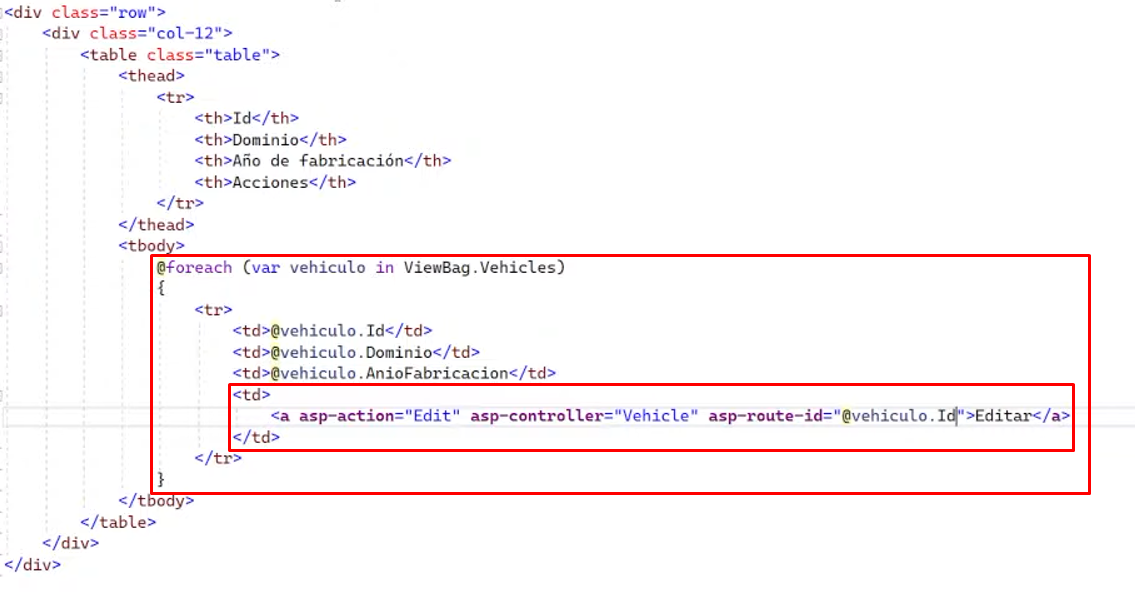 <div class="row">
<div class="col-12">
<table class="table">
<thead>
<tr>
<th>Id</th>
<th>Dominio</th>
<th>Año de fabricación</th>
<th>Acciones</th>
</tr>
</thead>
<tbody>
@foreach (var vehiculo in ViewBag.Vehicles)
{
<tr>
<td>@vehiculo.Id</td>
<td>@vehiculo.Dominio</td>
<td>@vehiculo.AnioFabricacion</td>
<td>
<a asp-action="Edit" asp-controller="Vehicle" asp-route-id="@vehiculo.Id">Editar</a>
</td>
</tr>
}
</tbody>
</table>
</div>
</div>